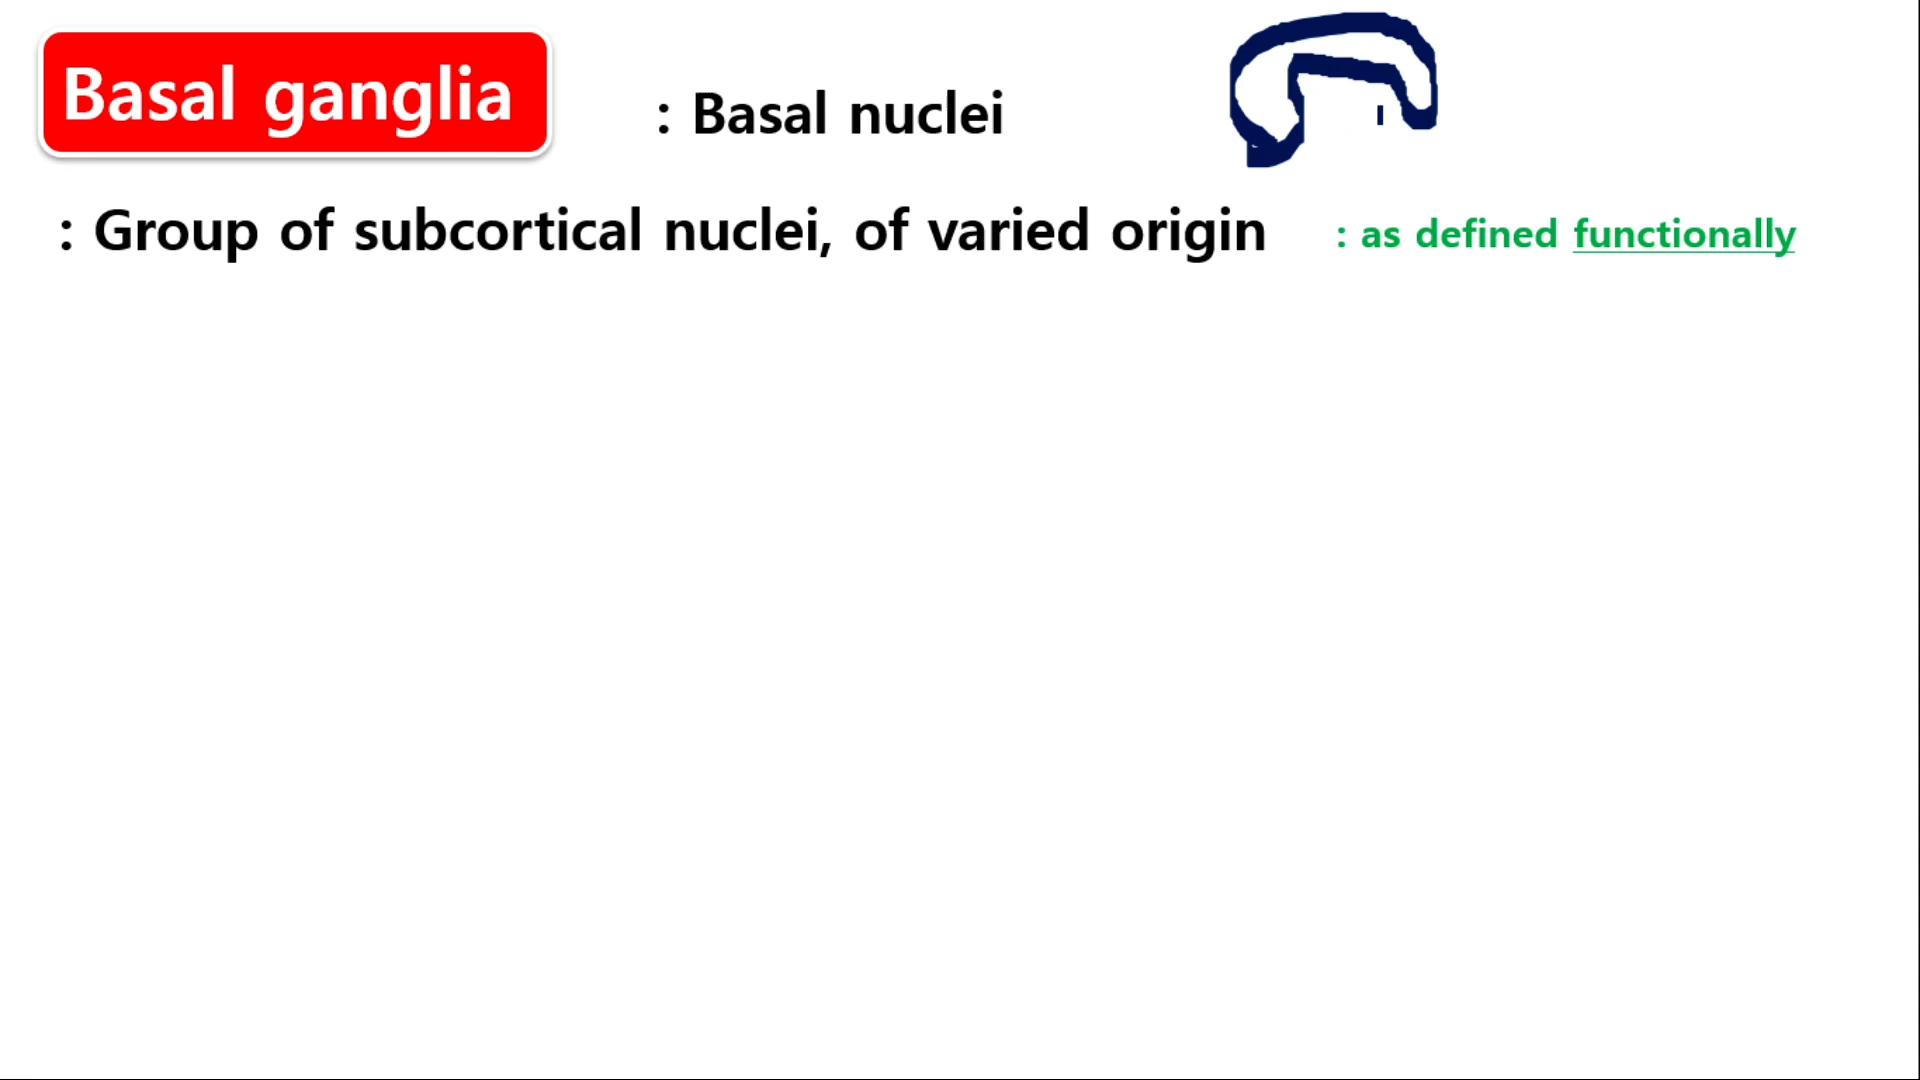 Basal ganglia : Basal nuclei
: Group of subcortical nuclei, of varied origin : as defined functionally